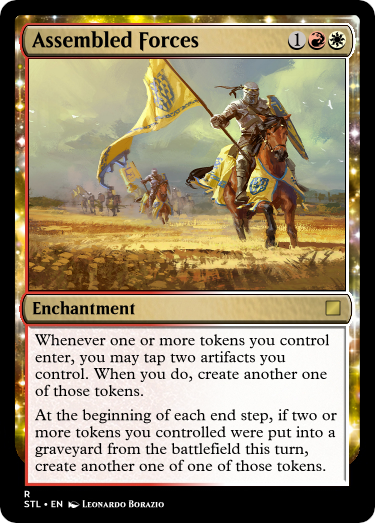 Assembled Forces 1
Enchantment
Whenever one or more tokens you control
enter, you may tap two artifacts you
control. When you do, create another one
of those tokens.
At the beginning of each end step, if two or
more tokens you controlled were put into a
graveyard from the battlefield this turn,
create another one of one of those tokens.
R
STL • EN Leonardo Borazio